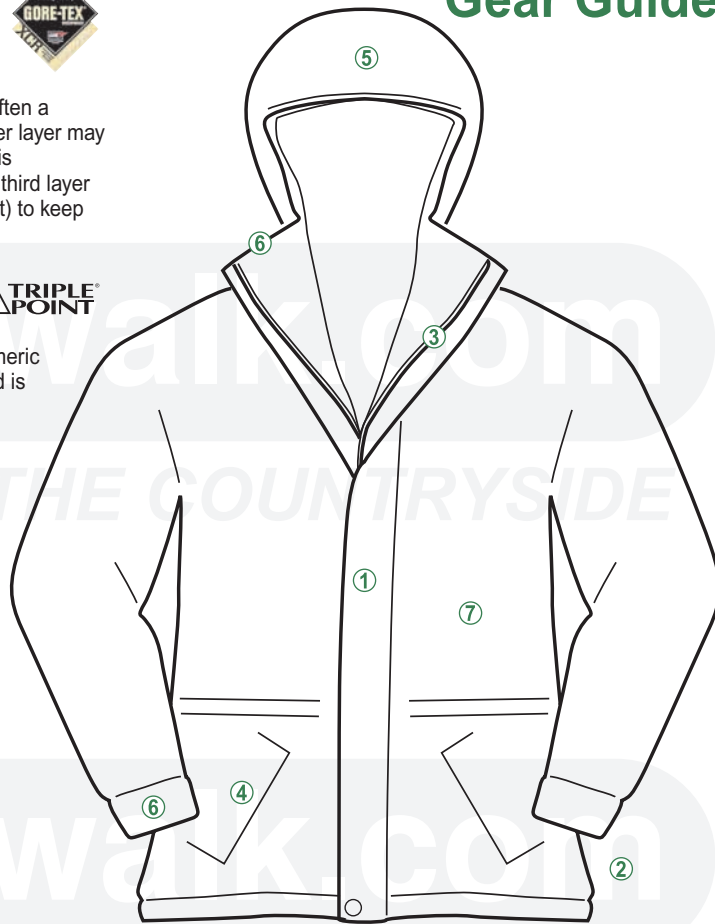 Gear Guide
GORE-TEX
XCR
ften a
er layer may
is
third layer
t) to keep
TRIPLE
POINT
neric
d is
walk.com
THE COUNTRYSIDE
walk.com
5
6
3
1
7
4
6
2